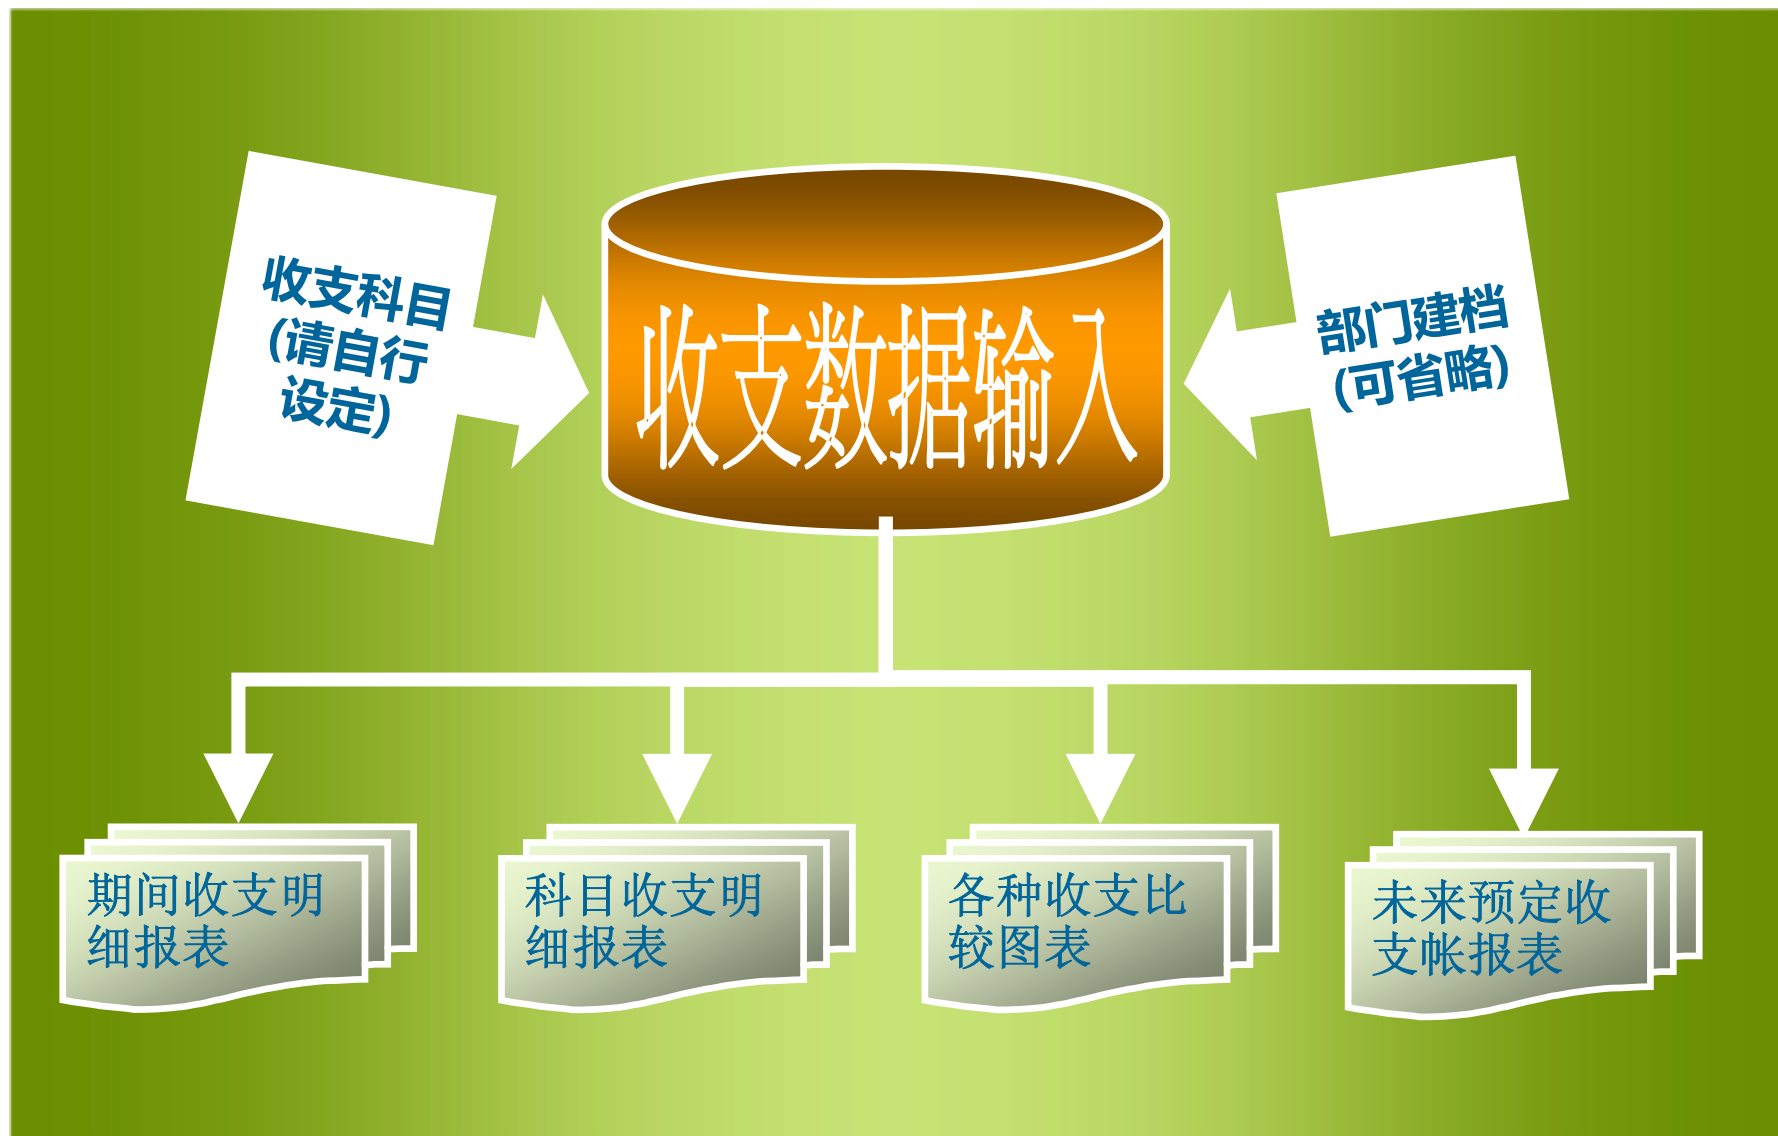 收支科目
(请自行
设定)
收支数据输入
部门建档
(可省略)
期间收支明
细报表
科目收支明
细报表
各种收支比
较图表
未来预定收
支帐报表